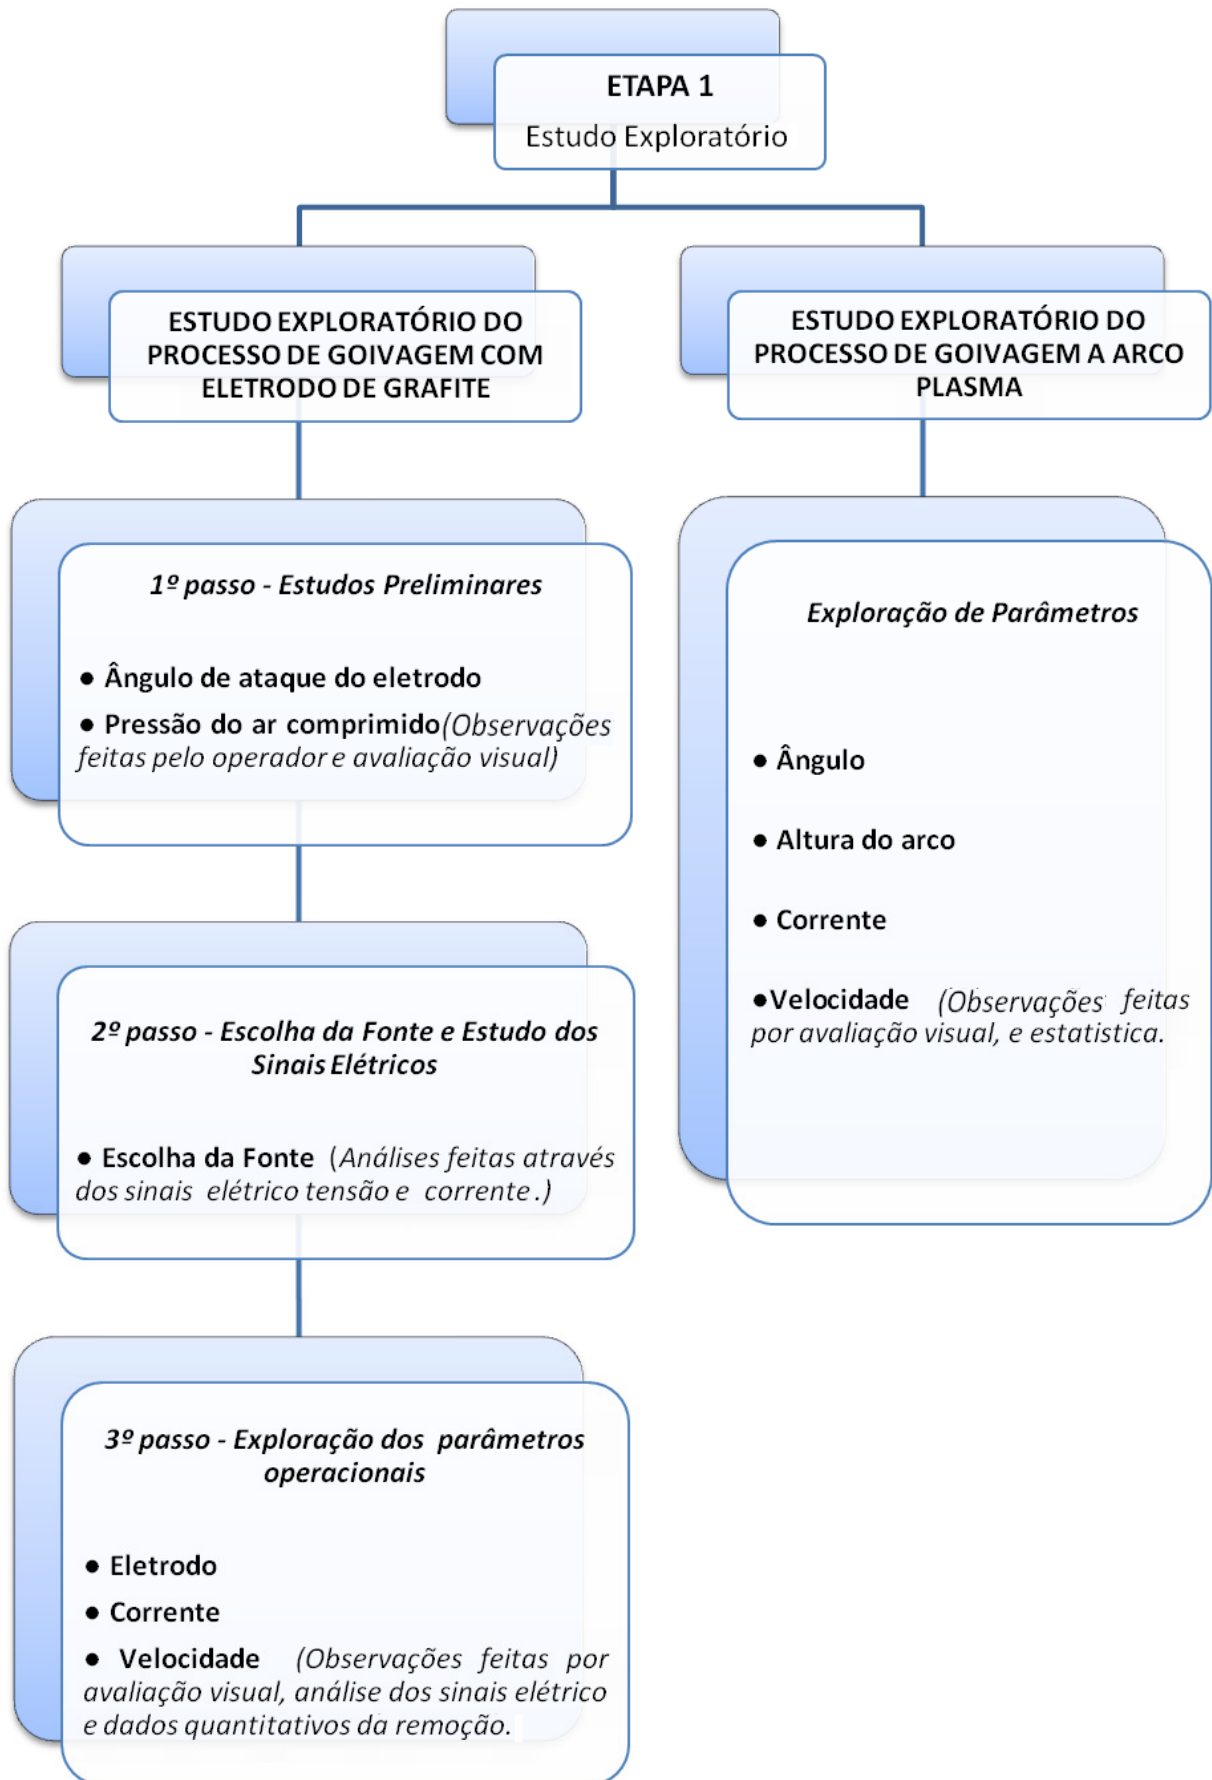 ETAPA 1
Estudo Exploratório
ESTUDO EXPLORATÓRIO DO
PROCESSO DE GOIVAGEM COM
ELETRODO DE GRAFITE
1º passo - Estudos Preliminares
● Ângulo de ataque do eletrodo
● Pressão do ar comprimido(Observações
feitas pelo operador e avaliação visual)
2º passo - Escolha da Fonte e Estudo dos
Sinais Elétricos
● Escolha da Fonte (Análises feitas através
dos sinais elétrico tensão e corrente.)
3º passo - Exploração dos parâmetros
operacionais
● Eletrodo
● Corrente
● Velocidade (Observações feitas por
avaliação visual, análise dos sinais elétrico
e dados quantitativos da remoção.
ESTUDO EXPLORATÓRIO DO
PROCESSO DE GOIVAGEM A ARCO
PLASMA
Exploração de Parâmetros
● Ângulo
● Altura do arco
● Corrente
●Velocidade (Observações feitas
por avaliação visual, e estatistica.